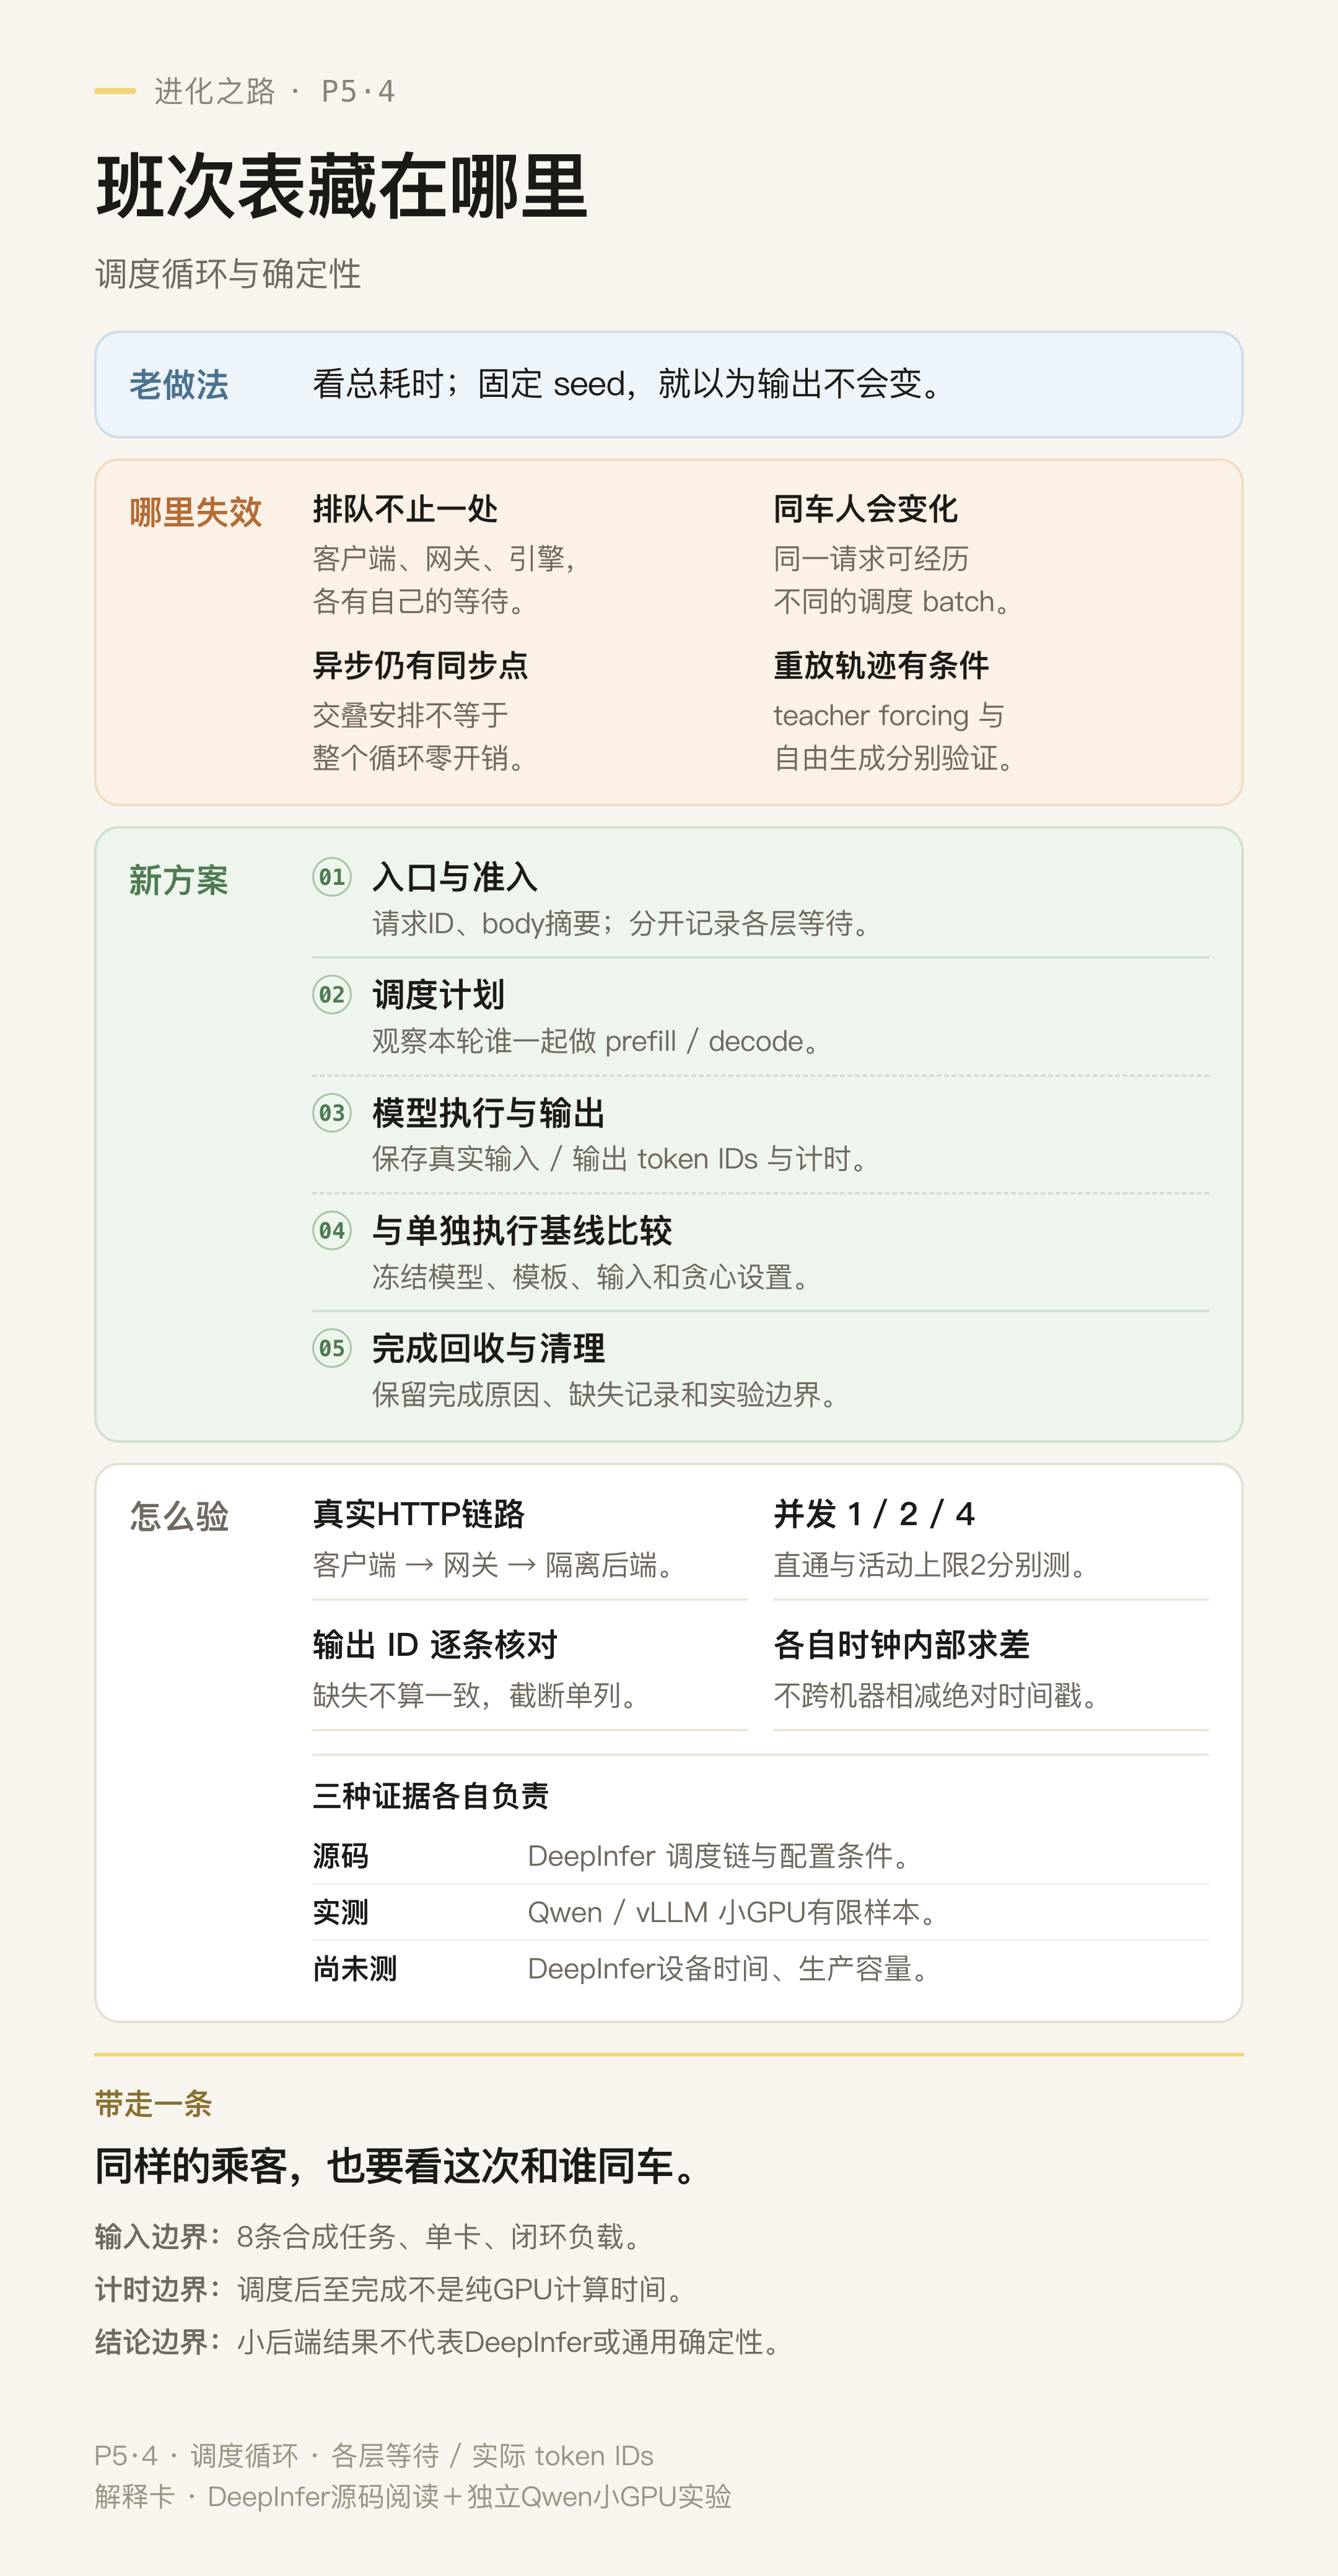 进化之路 · P5·4
班次表藏在哪里
调度循环与确定性
老做法
看总耗时；固定 seed，就以为输出不会变。
哪里失效
排队不止一处
客户端、网关、引擎，
各有自己的等待。
同车人会变化
同一请求可经历
不同的调度 batch。
异步仍有同步点
交叠安排不等于
整个循环零开销。
重放轨迹有条件
teacher forcing 与
自由生成分别验证。
新方案
01 入口与准入
请求ID、body摘要；分开记录各层等待。
02 调度计划
观察本轮谁一起做 prefill / decode。
03 模型执行与输出
保存真实输入 / 输出 token IDs 与计时。
04 与单独执行基线比较
冻结模型、模板、输入和贪心设置。
05 完成回收与清理
保留完成原因、缺失记录和实验边界。
怎么验
真实HTTP链路
客户端 → 网关 → 隔离后端。
并发 1 / 2 / 4
直通与活动上限2分别测。
输出 ID 逐条核对
缺失不算一致，截断单列。
各自时钟内部求差
不跨机器相减绝对时间戳。
三种证据各自负责
源码 DeepInfer 调度链与配置条件。
实测 Qwen / vLLM 小GPU有限样本。
尚未测 DeepInfer设备时间、生产容量。
带走一条
同样的乘客，也要看这次和谁同车。
输入边界：8条合成任务、单卡、闭环负载。
计时边界：调度后至完成不是纯GPU计算时间。
结论边界：小后端结果不代表DeepInfer或通用确定性。
P5·4 · 调度循环 · 各层等待 / 实际 token IDs
解释卡 · DeepInfer源码阅读＋独立Qwen小GPU实验